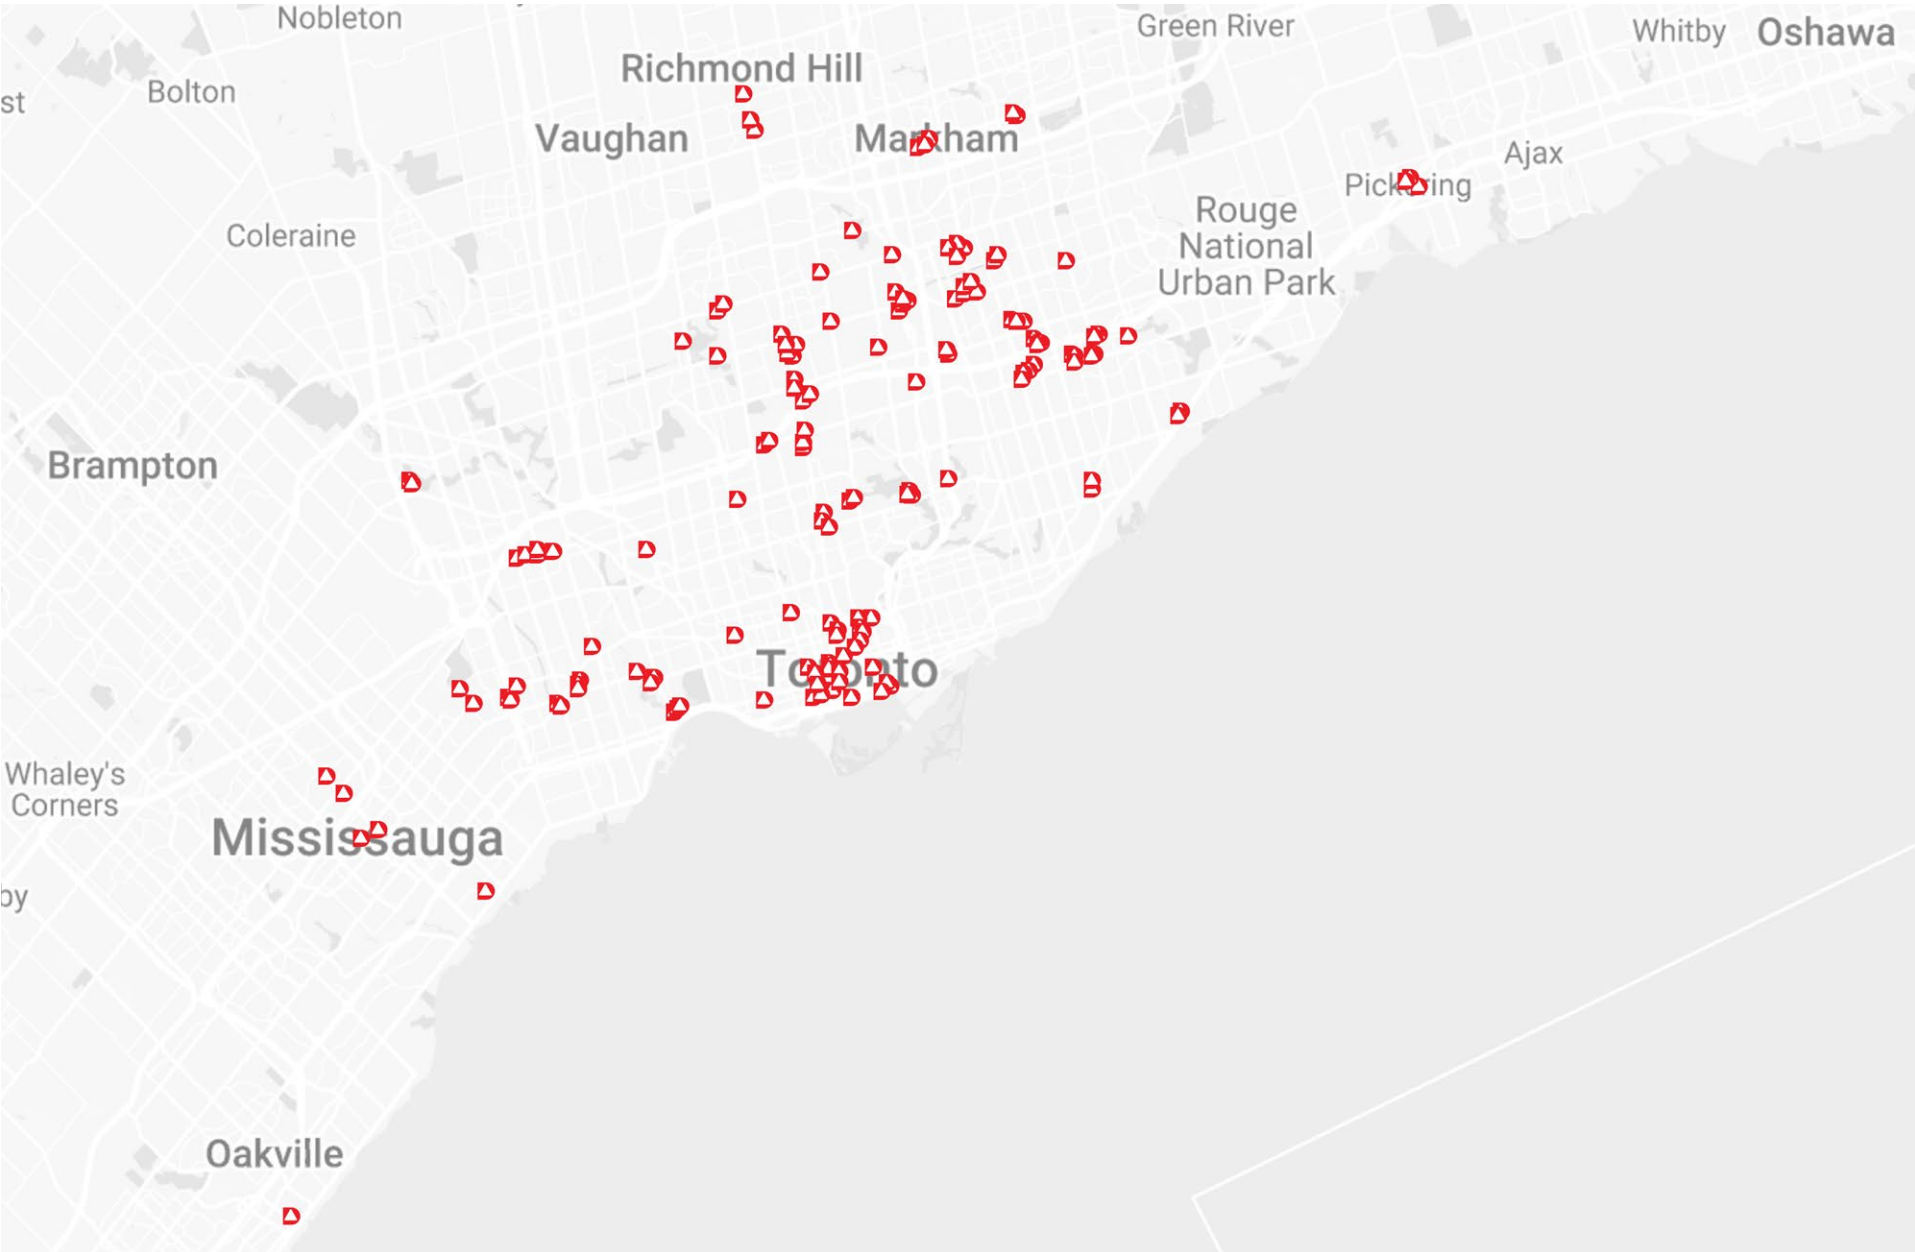 Nobleton
Green River
Whitby
Oshawa
Richmond Hill
Bolton
st
Vaughan
Markham
Ajax
Pickering
Rouge
National
Urban Park
Coleraine
Brampton
Toronto
Whaley's
Corners
Mississauga
by
Oakville